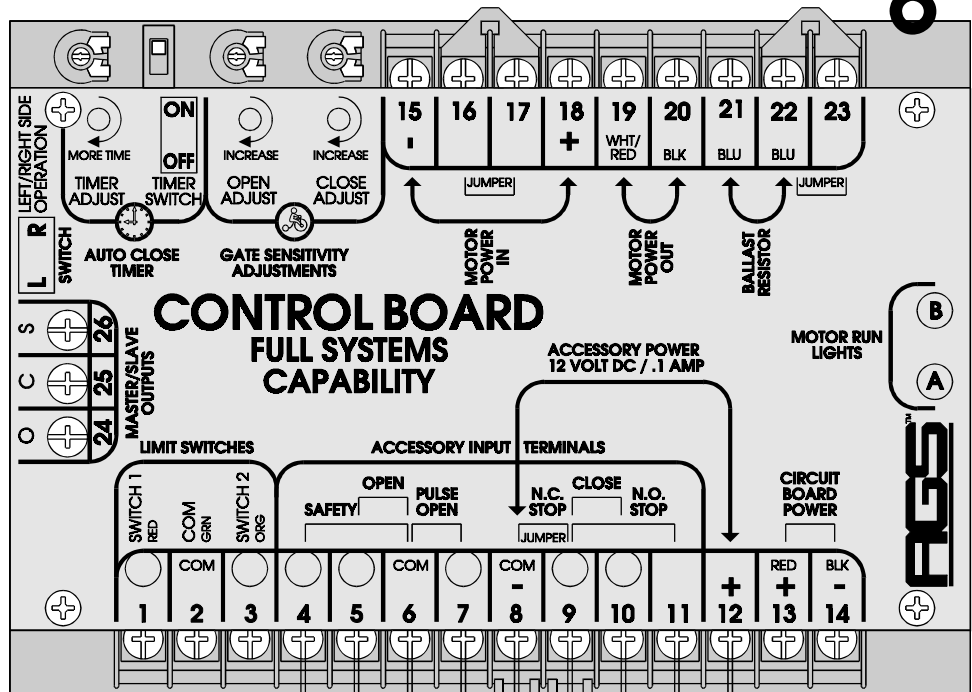 15 16 17 18 19 20 21 22 23
- + WHT/ RED BLK BLU BLU
JUMPER JUMPER
LEFT/RIGHT SIDE
OPERATION
L R
SWITCH
MORE TIME
TIMER
ADJUST
ON
OFF
TIMER
SWITCH
AUTO CLOSE
TIMER
INCREASE
OPEN
ADJUST
INCREASE
CLOSE
ADJUST
GATE SENSITIVITY
ADJUSTMENTS
MOTOR
POWER
IN
MOTOR
POWER
OUT
BALLAST
RESISTOR
CONTROL BOARD
FULL SYSTEMS
CAPABILITY
ACCESSORY POWER
12 VOLT DC / .1 AMP
MOTOR RUN
LIGHTS
B
A
S 26
C 25
O 24
MASTER/SLAVE
OUTPUTS
LIMIT SWITCHES
SWITCH 1
RED
COM
GRN
SWITCH 2
ORG
ACCESSORY INPUT TERMINALS
SAFETY
OPEN
PULSE
OPEN
N.C.
STOP
JUMPER
CLOSE
N.O.
STOP
CIRCUIT
BOARD
POWER
AGS™
COM COM COM RED BLK
- + + -
1 2 3 4 5 6 7 8 9 10 11 12 13 14